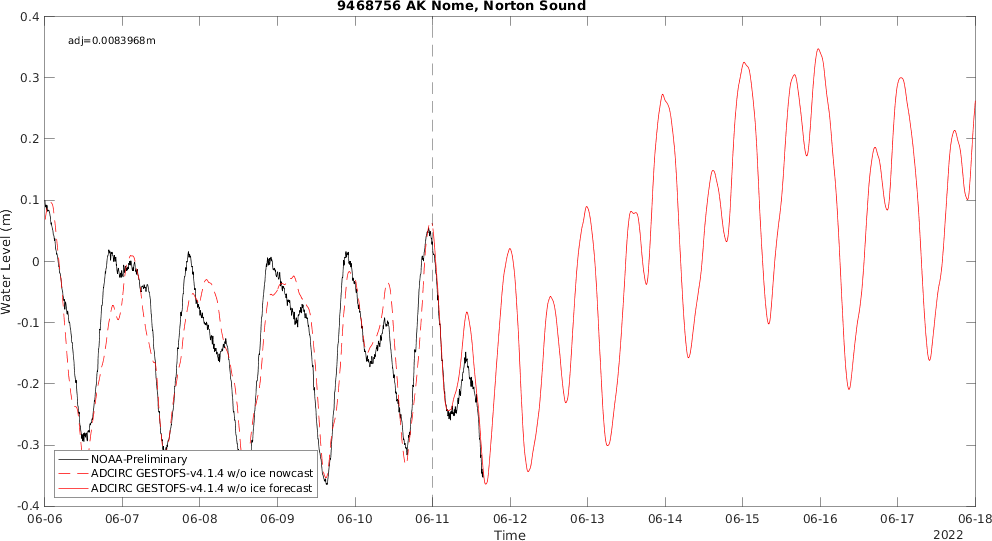 9468756 AK Nome, Norton Sound
adj=0.0083968m
0.4
0.3
0.2
0.1
0
-0.1
-0.2
-0.3
-0.4
Water Level (m)
NOAA-Preliminary
ADCIRC GESTOFS-v4.1.4 w/o ice nowcast
ADCIRC GESTOFS-v4.1.4 w/o ice forecast
06-06 06-07 06-08 06-09 06-10 06-11 06-12 06-13 06-14 06-15 06-16 06-17 06-18
Time
2022